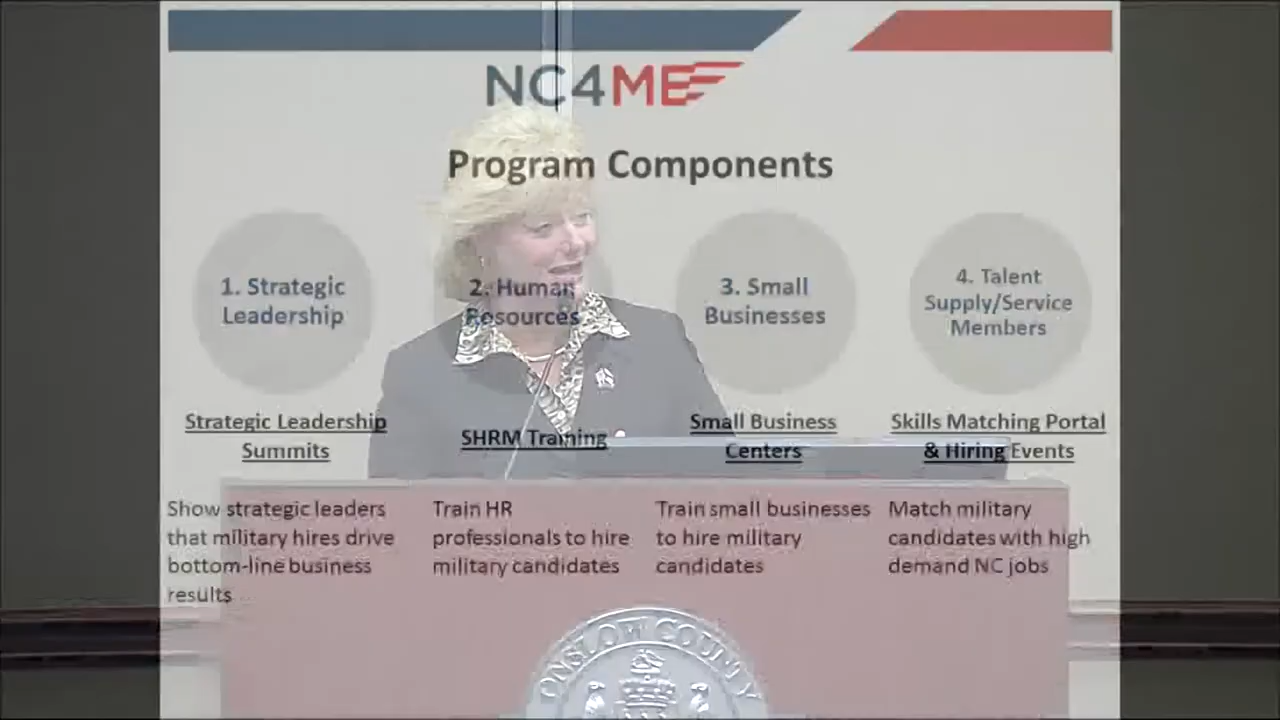 NC4ME
Program Components
1. Strategic
Leadership
2. Human
Resources
3. Small
Businesses
4. Talent
Supply/Service
Members
Strategic Leadership
Summits
SHRM Training
Small Business
Centers
Skills Matching Portal
& Hiring Events
Show strategic leaders
that military hires drive
bottom-line business
results
Train HR
professionals to hire
military candidates
Train small businesses
to hire military
candidates
Match military
candidates with high
demand NC jobs
ONSLOW COUNTY